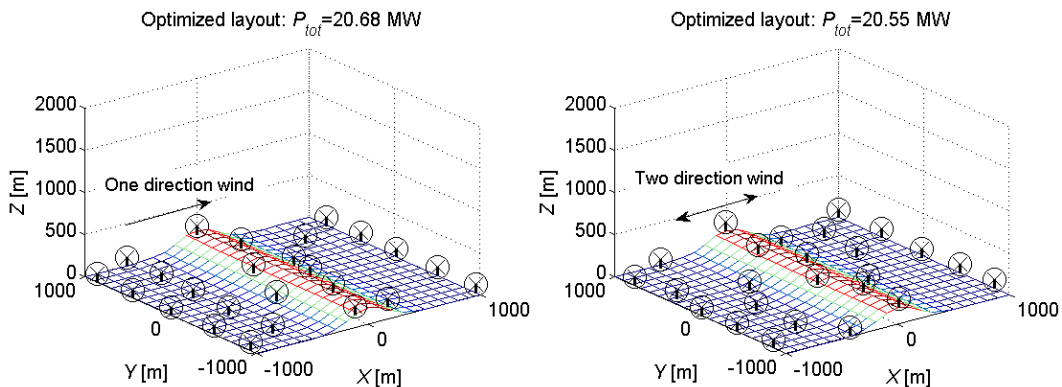 Optimized layout: P_tot=20.68 MW
2000
1500
1000
500
0
Z [m]
One direction wind
1000
0
-1000
Y [m]
-1000
0
1000
X [m]
Optimized layout: P_tot=20.55 MW
2000
1500
1000
500
0
Z [m]
Two direction wind
1000
0
-1000
Y [m]
-1000
0
1000
X [m]